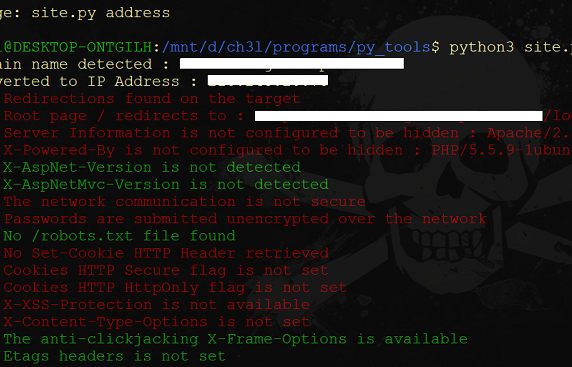 ge: site.py address
l@DESKTOP-ONTGILH:/mnt/d/ch3l/programs/py_tools$ python3 site.p
ain name detected :
verted to IP Address :
Redirections found on the target
Root page / redirects to : /lo
Server Information is not configured to be hidden : Apache/2.
X-Powered-By is not configured to be hidden : PHP/5.5.9-1ubun
X-AspNet-Version is not detected
X-AspNetMvc-Version is not detected
The network communication is not secure
Passwords are submitted unencrypted over the network
No /robots.txt file found
No Set-Cookie HTTP Header retrieved
Cookies HTTP Secure flag is not set
Cookies HTTP HttpOnly flag is not set
X-XSS-Protection is not available
X-Content-Type-Options is not set
The anti-clickjacking X-Frame-Options is available
Etags headers is not set